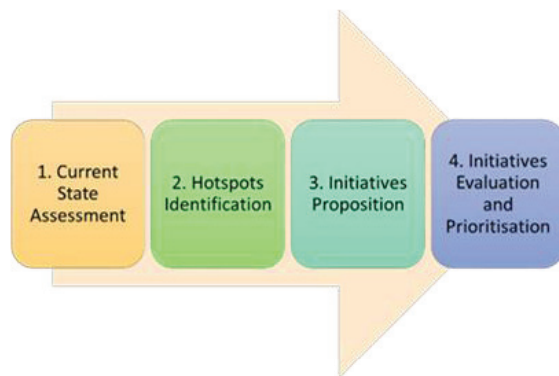 1. Current
State
Assessment
2. Hotspots
Identification
3. Initiatives
Proposition
4. Initiatives
Evaluation
and
Prioritisation